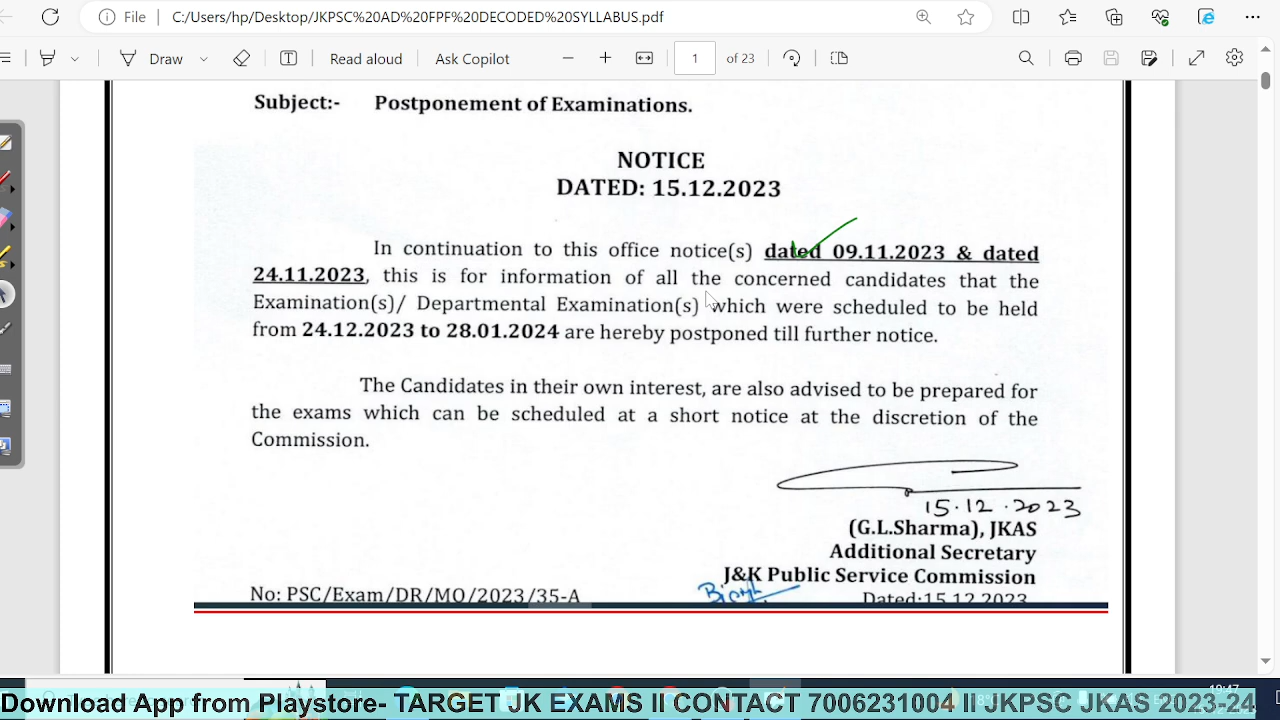 File C:/Users/hp/Desktop/JKPSC%20AD%20FPF%20DECODED%20SYLLABUS.pdf
Draw Read aloud Ask Copilot 1 of 23
Subject:- Postponement of Examinations.
NOTICE
DATED: 15.12.2023
In continuation to this office notice(s) dated 09.11.2023 & dated
24.11.2023, this is for information of all the concerned candidates that the
Examination(s)/ Departmental Examination(s) which were scheduled to be held
from 24.12.2023 to 28.01.2024 are hereby postponed till further notice.
The Candidates in their own interest, are also advised to be prepared for
the exams which can be scheduled at a short notice at the discretion of the
Commission.
15.12.2023
(G.L.Sharma), JKAS
Additional Secretary
J&K Public Service Commission
No: PSC/Exam/DR/MO/2023/35-A Dated:15.12.2023
Download App from Playstore- TARGETJK EXAMS II CONTACT 7006231004 II JKPSC JKAS 2023-24